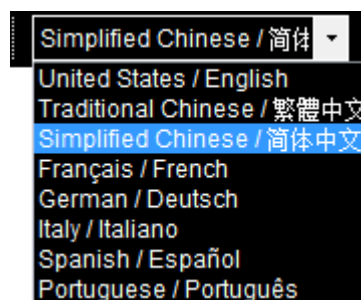 Simplified Chinese / 简体
United States / English
Traditional Chinese / 繁體中文
Simplified Chinese / 简体中文
Français / French
German / Deutsch
Italy / Italiano
Spanish / Español
Portuguese / Português